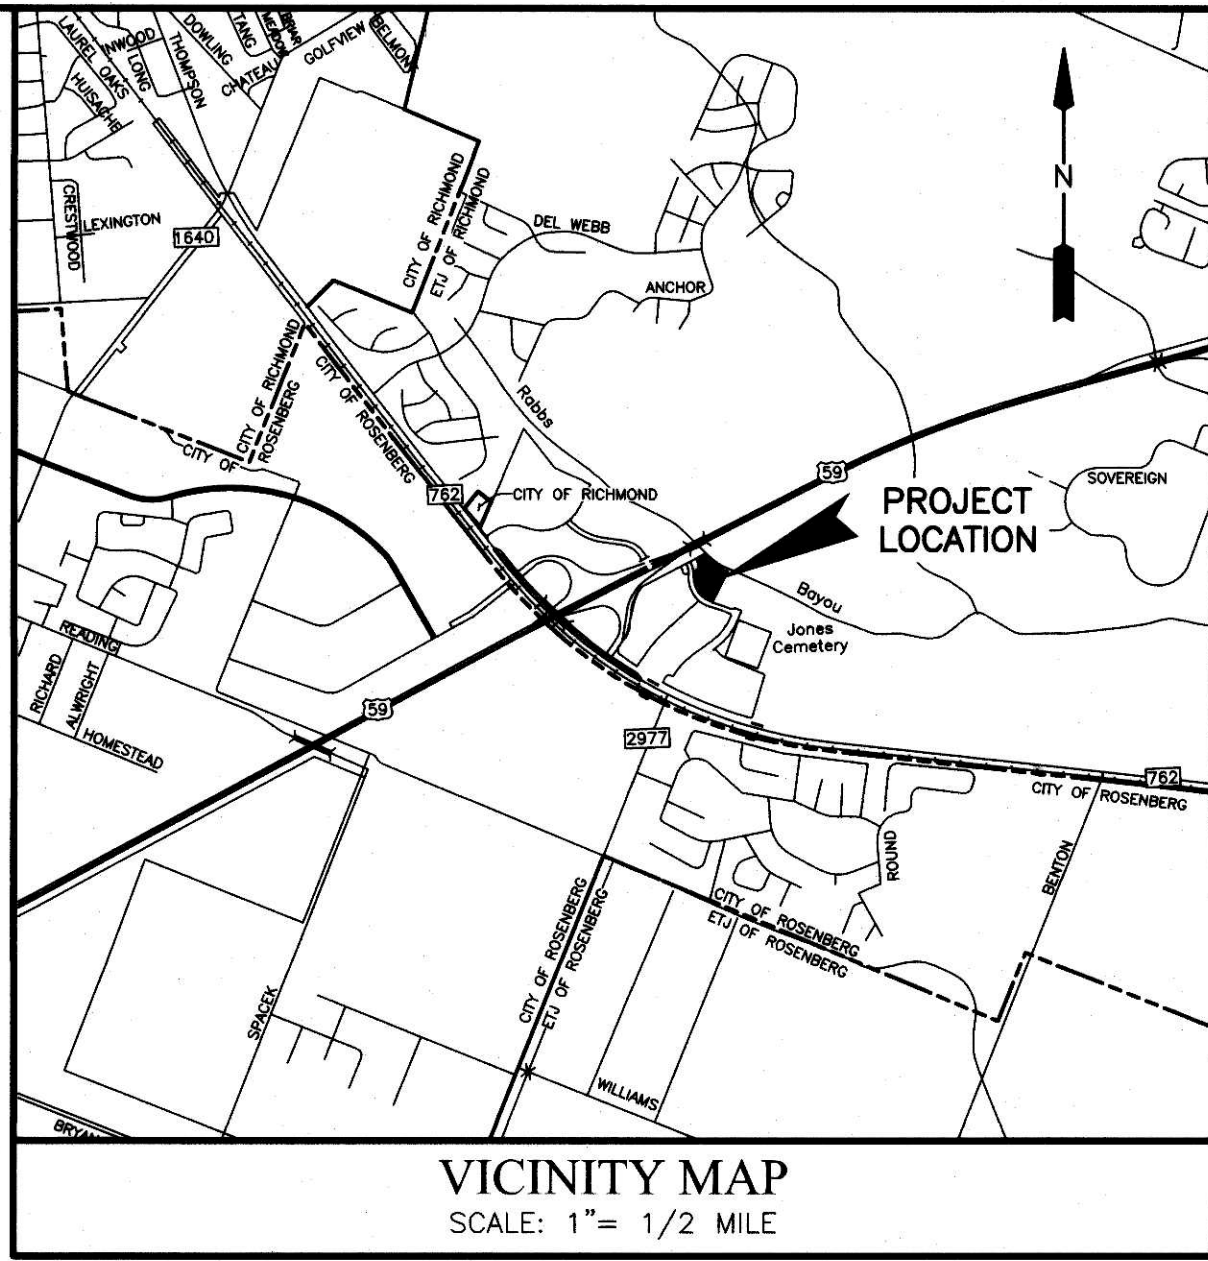 LAUREL OAKS
INWOOD
LONG
THOMPSON
DOWLING
TANG
MEADOW
BRIAR
CHATEAU
GOLFVIEW
BELMONT
HUISACHE
CRESTWOOD
LEXINGTON
1640
CITY OF RICHMOND
ETJ OF RICHMOND
DEL WEBB
ANCHOR
N
CITY OF RICHMOND
CITY OF
ROSENBERG
CITY OF ROSENBERG
Rabbs
762
CITY OF RICHMOND
59
PROJECT
LOCATION
SOVEREIGN
Bayou
Jones
Cemetery
READING
RICHARD
ALWRIGHT
HOMESTEAD
59
2977
762
CITY OF ROSENBERG
ROUND
BENTON
CITY OF ROSENBERG
ETJ OF ROSENBERG
CITY OF ROSENBERG
ETJ OF ROSENBERG
SPACEK
WILLIAMS
VICINITY MAP
SCALE: 1"= 1/2 MILE